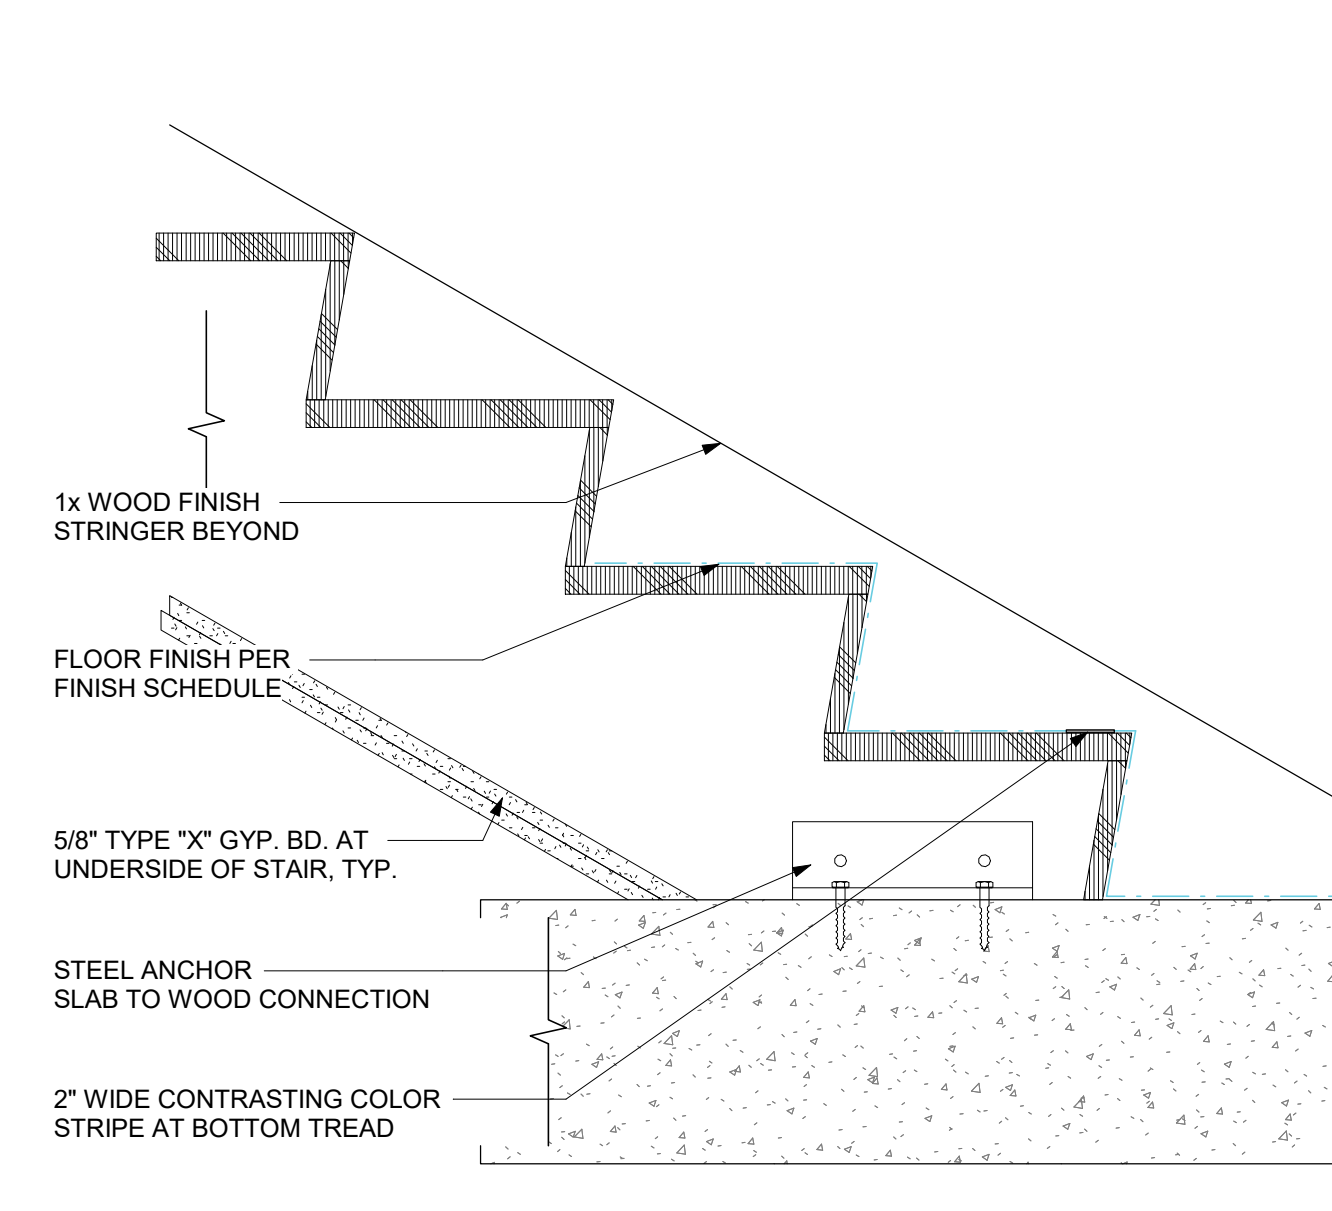 1x WOOD FINISH
STRINGER BEYOND
FLOOR FINISH PER
FINISH SCHEDULE
5/8" TYPE "X" GYP. BD. AT
UNDERSIDE OF STAIR, TYP.
STEEL ANCHOR
SLAB TO WOOD CONNECTION
2" WIDE CONTRASTING COLOR
STRIPE AT BOTTOM TREAD